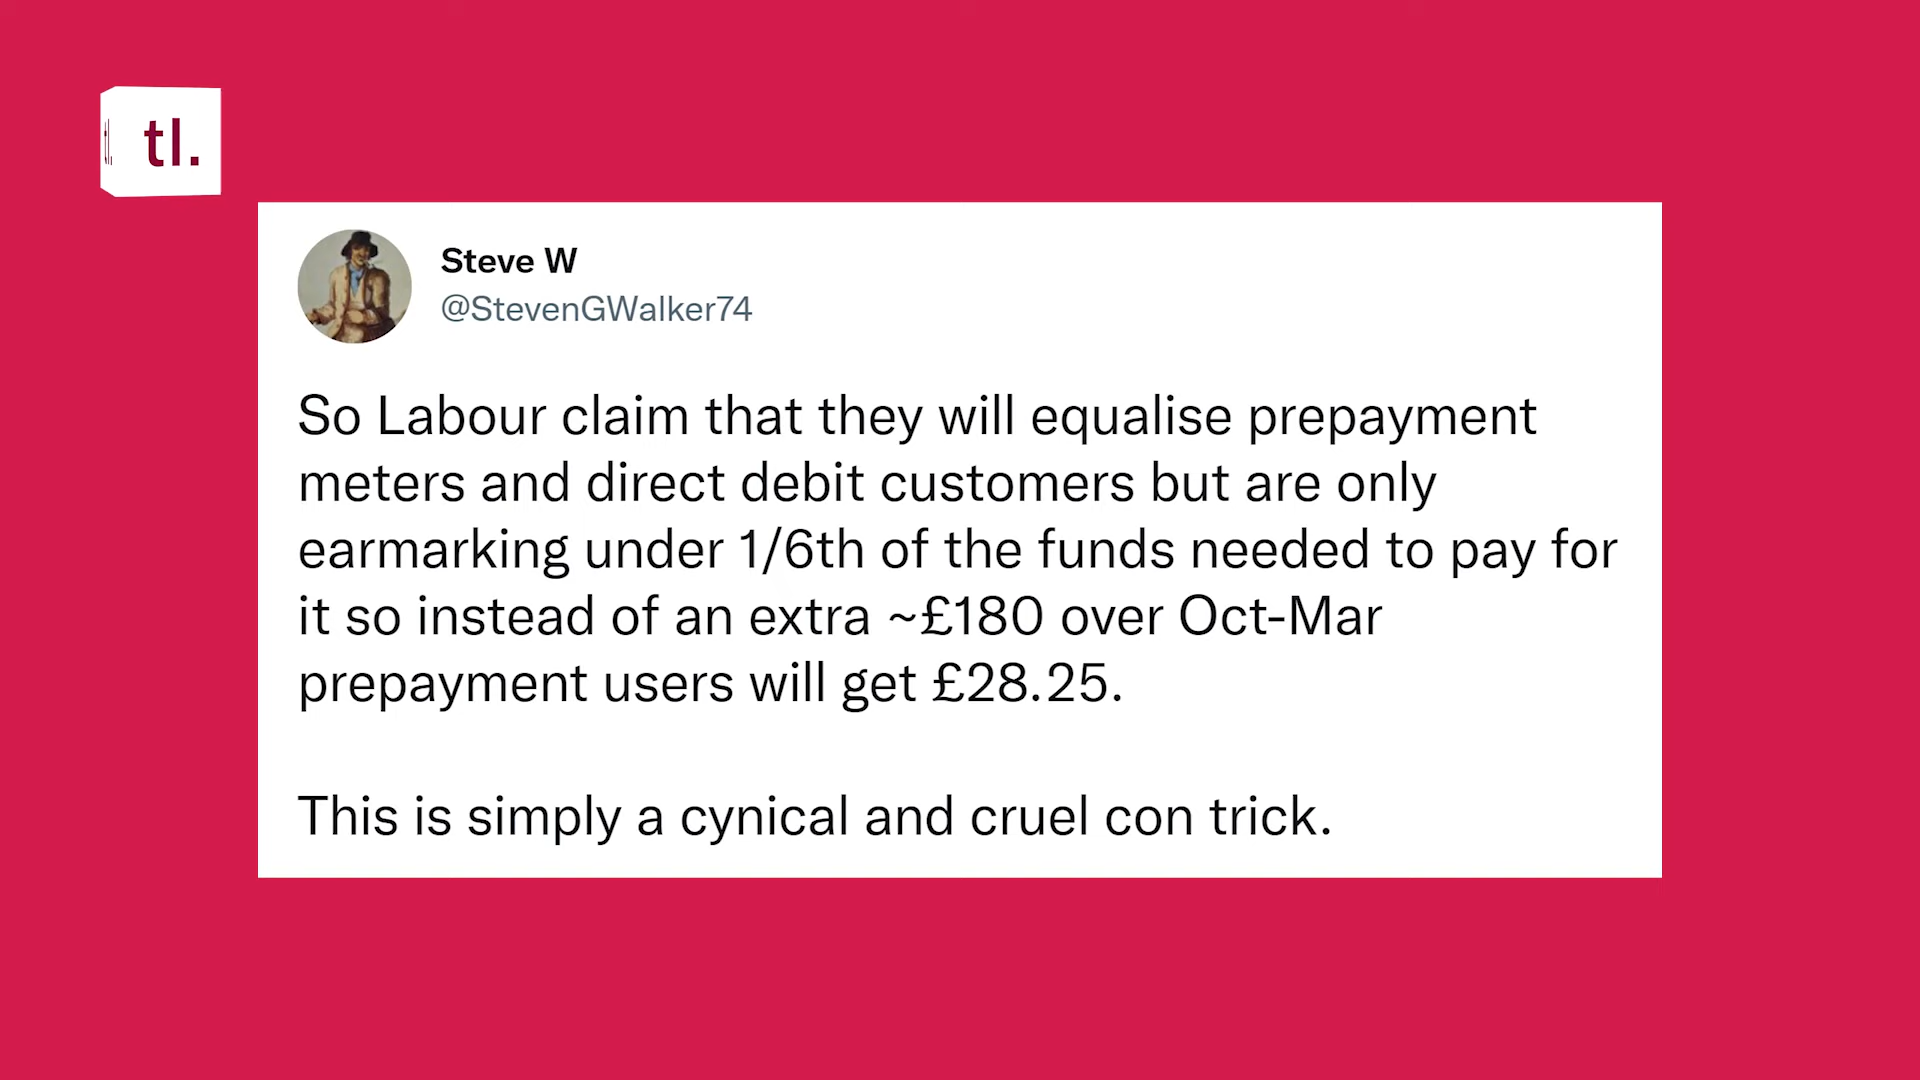 tl.
Steve W
@StevenGWalker74
So Labour claim that they will equalise prepayment
meters and direct debit customers but are only
earmarking under 1/6th of the funds needed to pay for
it so instead of an extra ~£180 over Oct-Mar
prepayment users will get £28.25.
This is simply a cynical and cruel con trick.